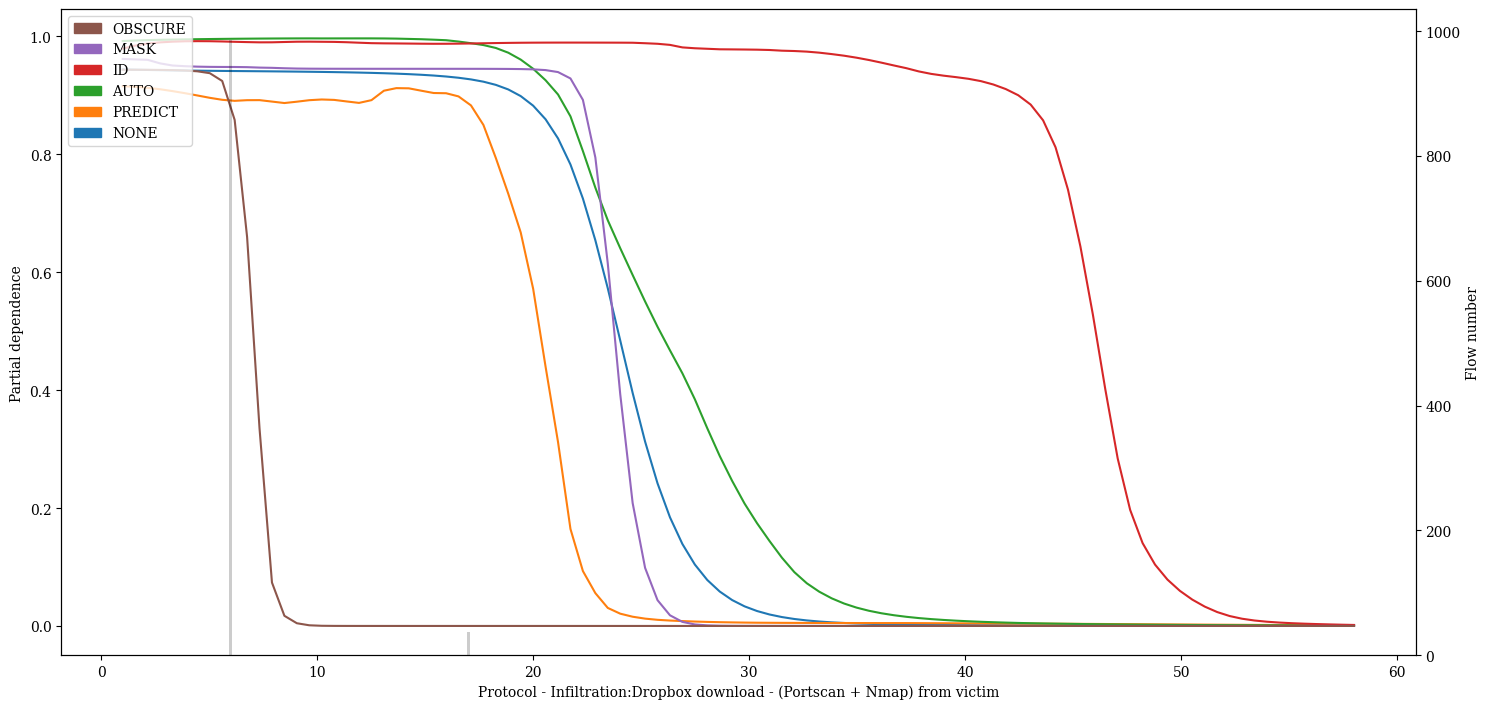 OBSCURE
MASK
ID
AUTO
PREDICT
NONE
1.0
0.8
0.6
0.4
0.2
0.0
Partial dependence
1000
800
600
400
200
0
Flow number
0 10 20 30 40 50 60
Protocol - Infiltration:Dropbox download - (Portscan + Nmap) from victim